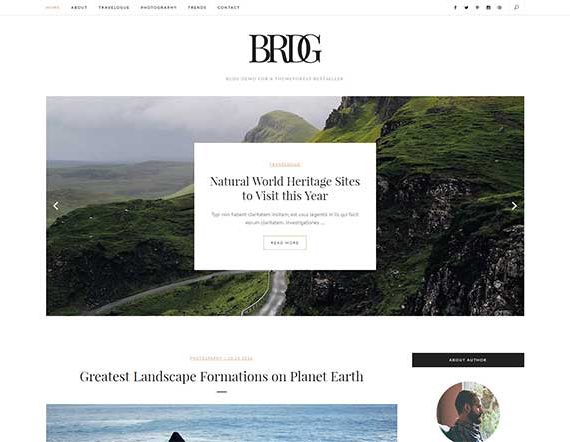 HOME ABOUT TRAVELOGUE PHOTOGRAPHY TRENDS CONTACT
BRDG
BLOG DEMO FOR A THEMEFOREST BESTSELLER
TRAVELOGUE
Natural World Heritage Sites
to Visit this Year
Typi non habent claritatem insitam; est usus legentis in iis qui facit
eorum claritatem. Investigationes ...
READ MORE
PHOTOGRAPHY
ABOUT AUTHOR
Greatest Landscape Formations on Planet Earth